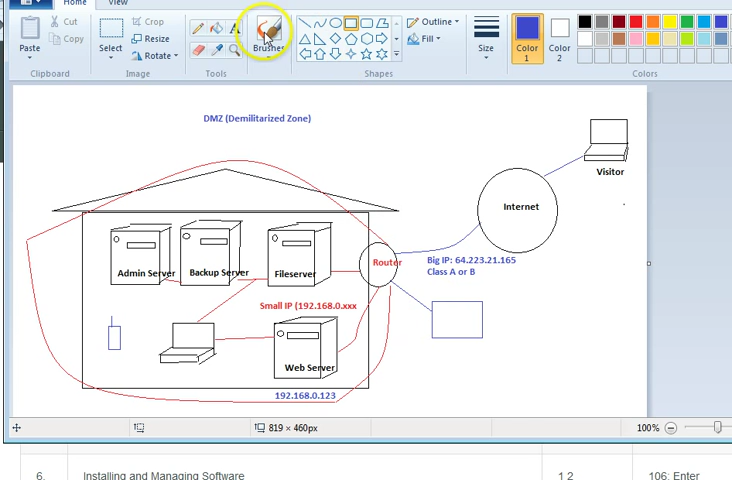 Home
View
Paste
Cut
Copy
Clipboard
Select
Crop
Resize
Rotate
Image
Tools
Brushes
Shapes
Outline
Fill
Size
Color
1
Color
2
Colors
DMZ (Demilitarized Zone)
Visitor
Internet
Router
Big IP: 64.223.21.165
Class A or B
Admin Server
Backup Server
Fileserver
Small IP (192.168.0.xxx
Web Server
192.168.0.123
819 × 460px
100%
6.
Installing and Managing Software
1 2
106: Enter